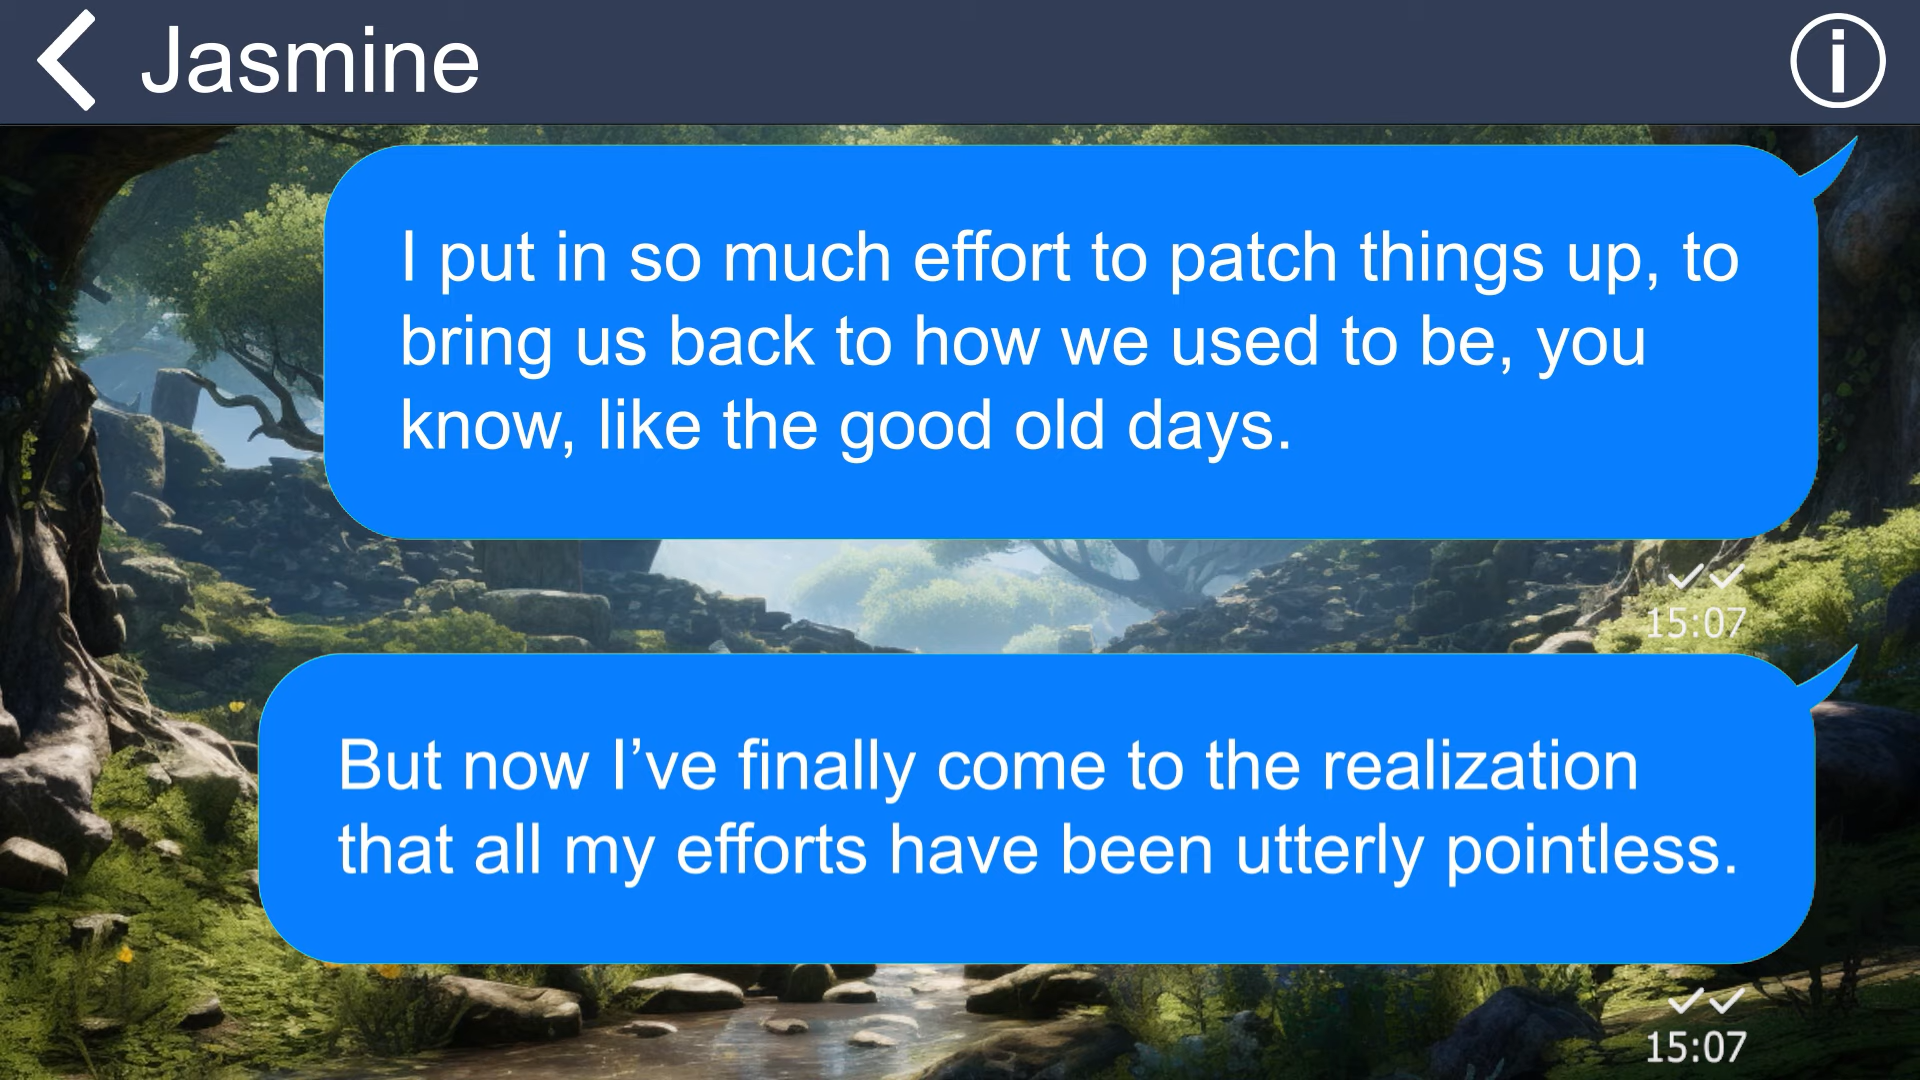 Jasmine
I put in so much effort to patch things up, to
bring us back to how we used to be, you
know, like the good old days.
15:07
But now I’ve finally come to the realization
that all my efforts have been utterly pointless.
15:07